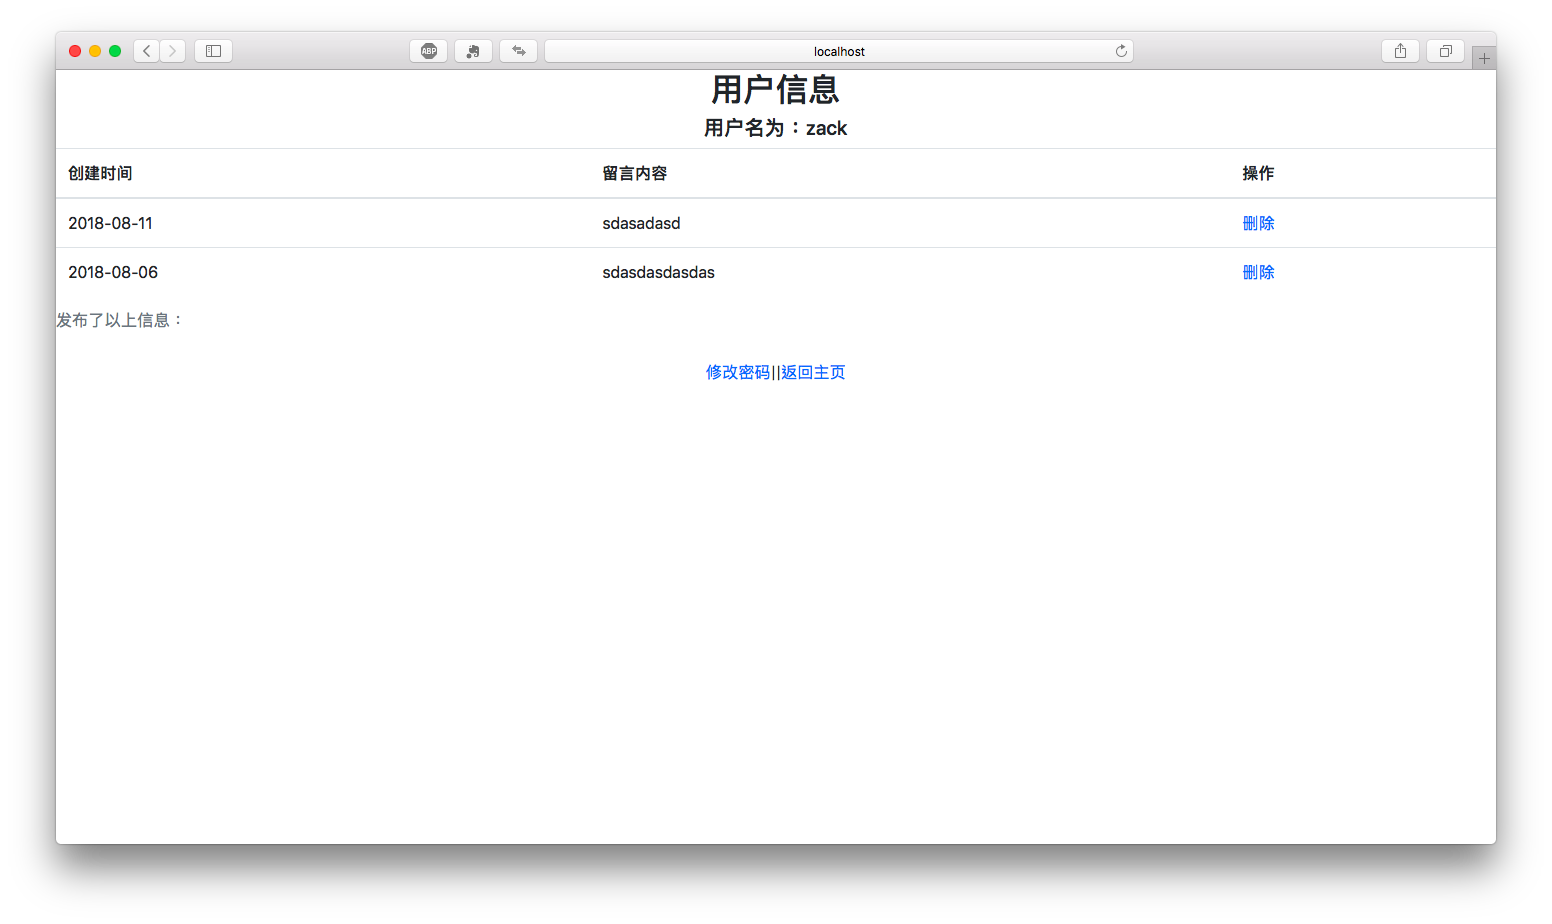 ABP
localhost
用户信息
用户名为：zack
创建时间 留言内容 操作
2018-08-11 sdasadasd 删除
2018-08-06 sdasdasdasdas 删除
发布了以上信息：
修改密码||返回主页